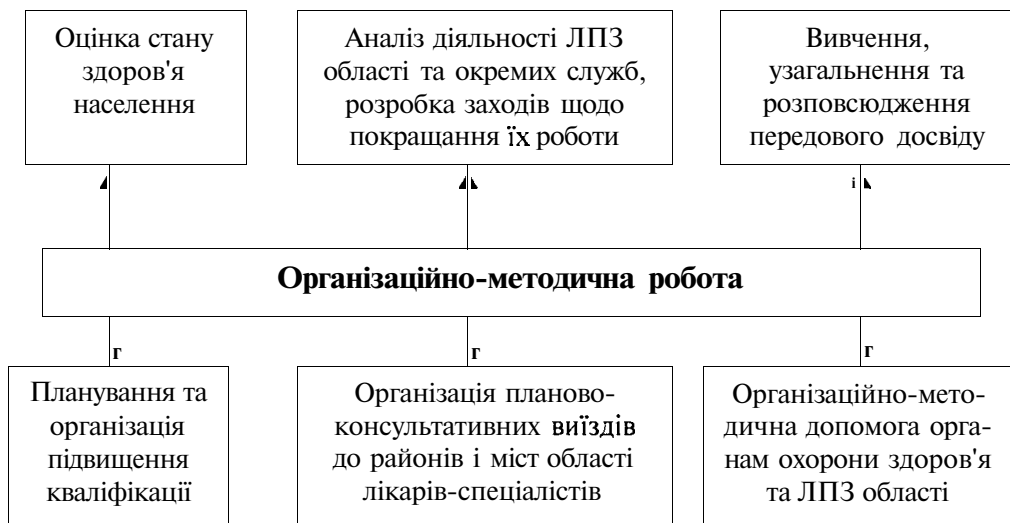 Оцінка стану
здоров'я
населення
Аналіз діяльності ЛПЗ
області та окремих служб,
розробка заходів щодо
покращання їх роботи
Вивчення,
узагальнення та
розповсюдження
передового досвіду
і
Організаційно-методична робота
г
г
г
Планування та
організація
підвищення
кваліфікації
Організація планово-
консультативних виїздів
до районів і міст області
лікарів-спеціалістів
Організаційно-мето-
дична допомога орга-
нам охорони здоров'я
та ЛПЗ області